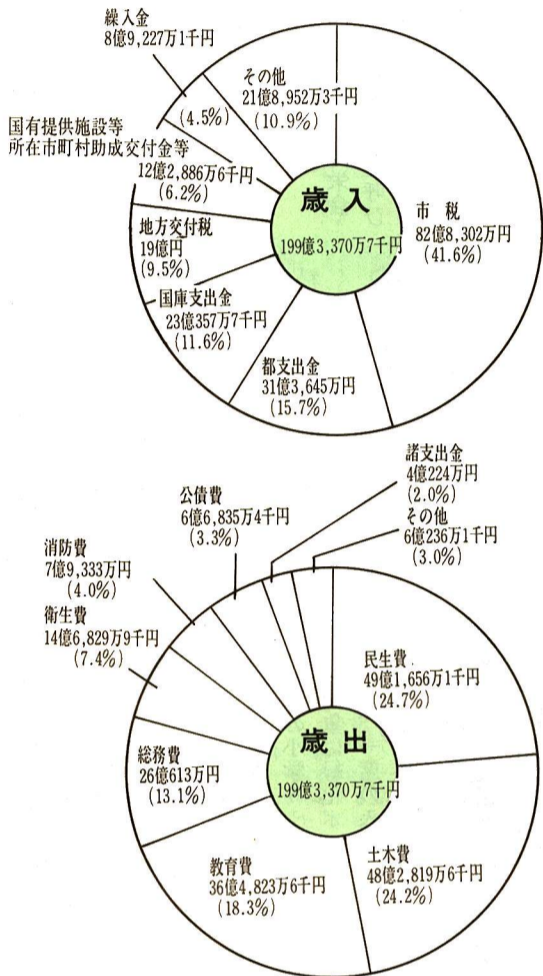 繰入金
8億9,227万1千円
(4.5%)
その他
21億8,952万3千円
(10.9%)
国有提供施設等
所在市町村助成交付金等
12億2,886万6千円
(6.2%)
地方交付税
19億円
(9.5%)
国庫支出金
23億357万7千円
(11.6%)
都支出金
31億3,645万円
(15.7%)
市 税
82億8,302万円
(41.6%)
歳 入
199億3,370万7千円
諸支出金
4億224万円
(2.0%)
その他
6億236万1千円
(3.0%)
公債費
6億6,835万4千円
(3.3%)
消防費
7億9,333万円
(4.0%)
衛生費
14億6,829万9千円
(7.4%)
総務費
26億613万円
(13.1%)
教育費
36億4,823万6千円
(18.3%)
土木費
48億2,819万6千円
(24.2%)
民生費
49億1,656万1千円
(24.7%)
歳 出
199億3,370万7千円